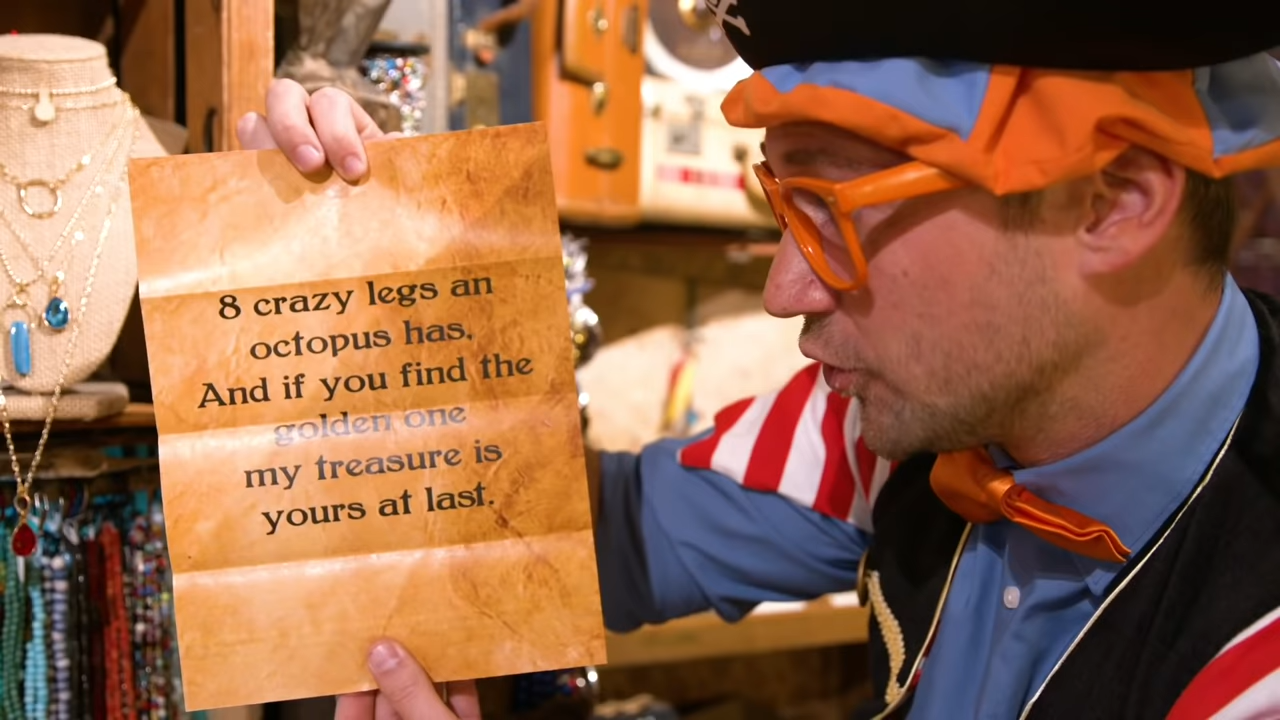 8 crazy legs an
octopus has,
And if you find the
golden one
my treasure is
yours at last.